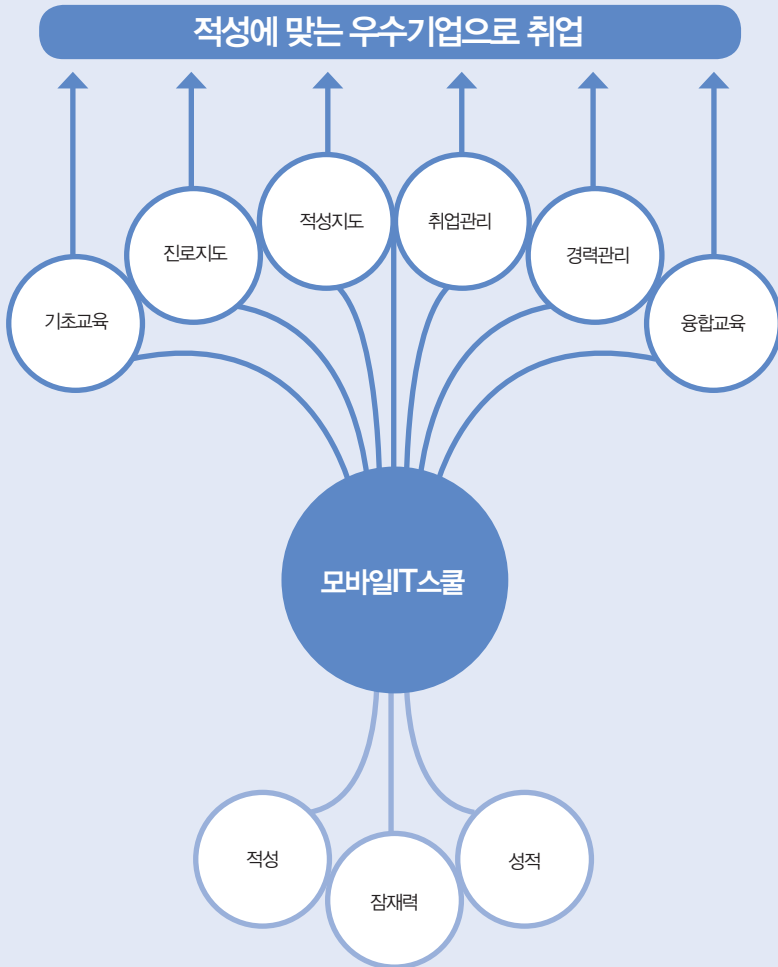 적성에 맞는 우수기업으로 취업
적성지도
취업관리
진로지도
경력관리
기초교육
융합교육
모바일IT스쿨
적성
잠재력
성적